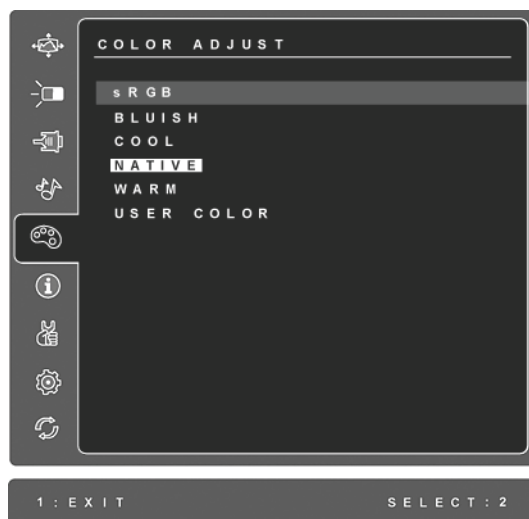 COLOR ADJUST
sRGB
BLUISH
COOL
NATIVE
WARM
USER COLOR
1:EXIT SELECT:2